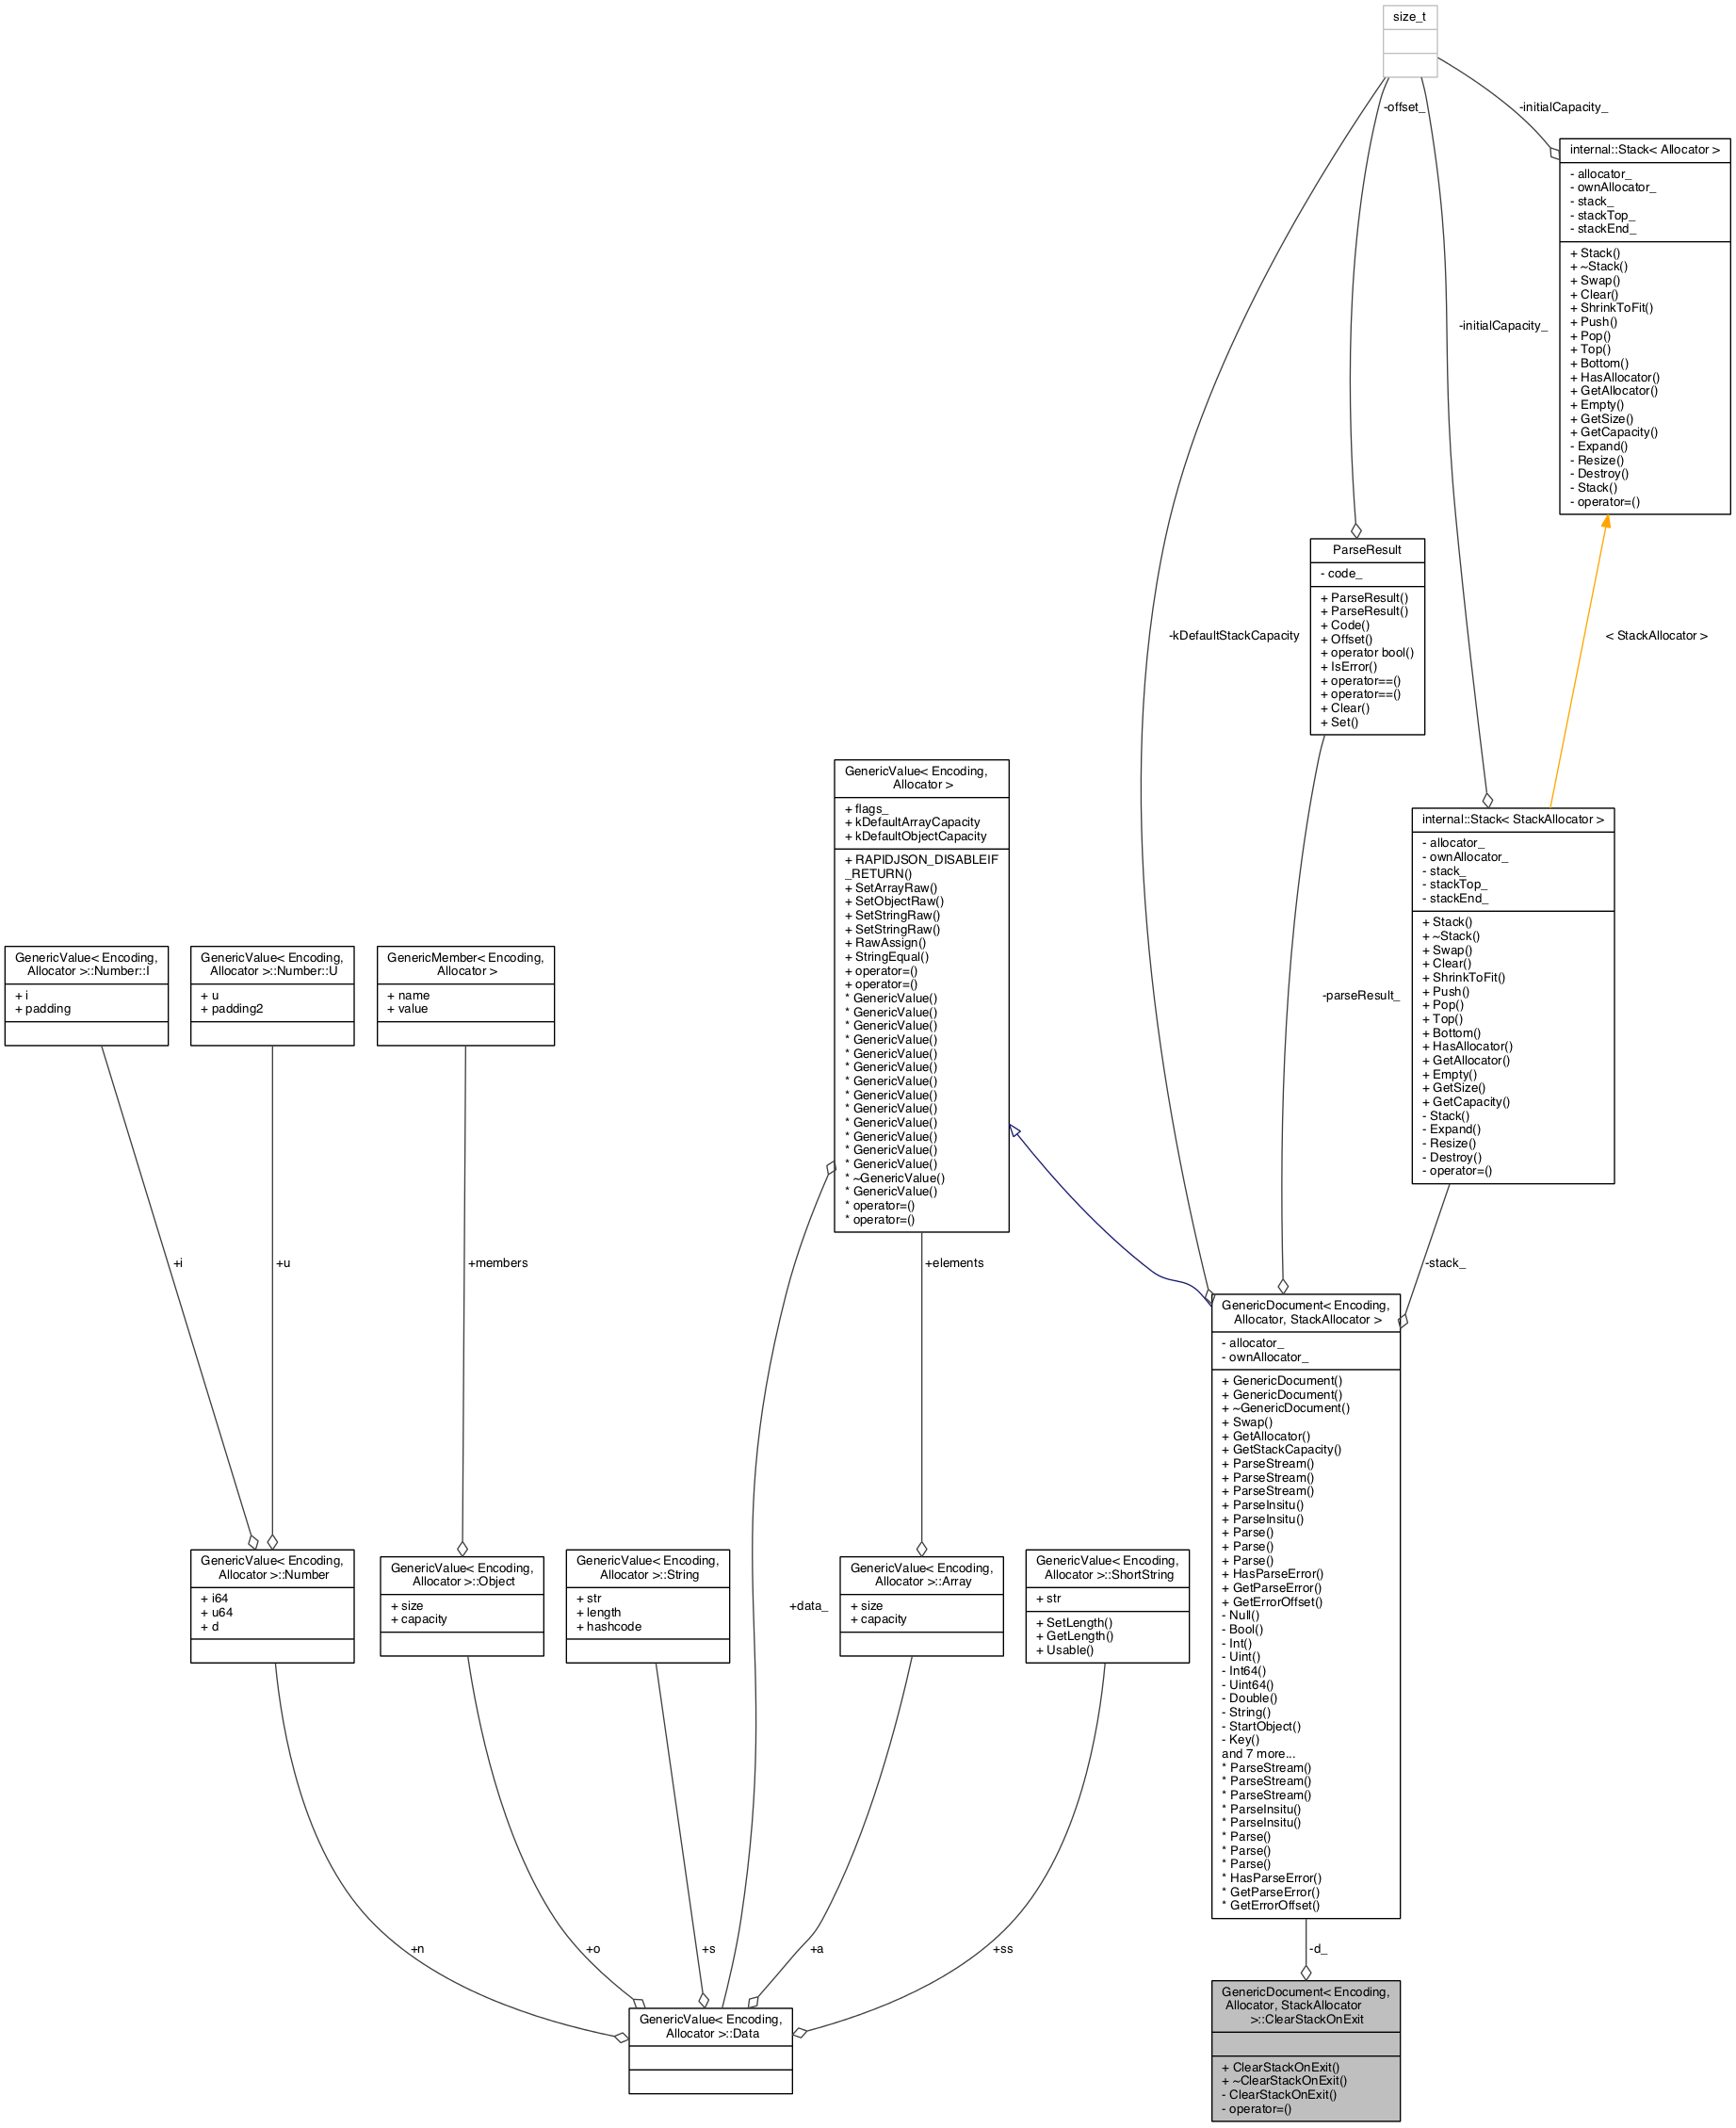 size_t
-offset_
-initialCapacity_
internal::Stack< Allocator >
- allocator_
- ownAllocator_
- stack_
- stackTop_
- stackEnd_
+ Stack()
+ ~Stack()
+ Swap()
+ Clear()
+ ShrinkToFit()
+ Push()
+ Pop()
+ Top()
+ Bottom()
+ HasAllocator()
+ GetAllocator()
+ Empty()
+ GetSize()
+ GetCapacity()
- Expand()
- Resize()
- Destroy()
- Stack()
- operator=()
-initialCapacity_
ParseResult
- code_
+ ParseResult()
+ ParseResult()
+ Code()
+ Offset()
+ operator bool()
+ IsError()
+ operator==()
+ operator==()
+ Clear()
+ Set()
-kDefaultStackCapacity
< StackAllocator >
GenericValue< Encoding,
Allocator >
+ flags_
+ kDefaultArrayCapacity
+ kDefaultObjectCapacity
+ RAPIDJSON_DISABLEIF
_RETURN()
+ SetArrayRaw()
+ SetObjectRaw()
+ SetStringRaw()
+ SetStringRaw()
+ RawAssign()
+ StringEqual()
+ operator=()
+ operator=()
* GenericValue()
* GenericValue()
* GenericValue()
* GenericValue()
* GenericValue()
* GenericValue()
* GenericValue()
* GenericValue()
* GenericValue()
* GenericValue()
* GenericValue()
* GenericValue()
* GenericValue()
* ~GenericValue()
* GenericValue()
* operator=()
* operator=()
internal::Stack< StackAllocator >
- allocator_
- ownAllocator_
- stack_
- stackTop_
- stackEnd_
+ Stack()
+ ~Stack()
+ Swap()
+ Clear()
+ ShrinkToFit()
+ Push()
+ Pop()
+ Top()
+ Bottom()
+ HasAllocator()
+ GetAllocator()
+ Empty()
+ GetSize()
+ GetCapacity()
- Stack()
- Expand()
- Resize()
- Destroy()
- operator=()
GenericValue< Encoding,
Allocator >::Number::I
+ i
+ padding
GenericValue< Encoding,
Allocator >::Number::U
+ u
+ padding2
GenericMember< Encoding,
Allocator >
+ name
+ value
-parseResult_
+i
+u
+members
+elements
-stack_
GenericDocument< Encoding,
Allocator, StackAllocator >
- allocator_
- ownAllocator_
+ GenericDocument()
+ GenericDocument()
+ ~GenericDocument()
+ Swap()
+ GetAllocator()
+ GetStackCapacity()
+ ParseStream()
+ ParseStream()
+ ParseStream()
+ ParseInsitu()
+ ParseInsitu()
+ Parse()
+ Parse()
+ Parse()
+ HasParseError()
+ GetParseError()
+ GetErrorOffset()
- Null()
- Bool()
- Int()
- Uint()
- Int64()
- Uint64()
- Double()
- String()
- StartObject()
- Key()
and 7 more...
* ParseStream()
* ParseStream()
* ParseStream()
* ParseInsitu()
* ParseInsitu()
* Parse()
* Parse()
* Parse()
* HasParseError()
* GetParseError()
* GetErrorOffset()
GenericValue< Encoding,
Allocator >::Number
+ i64
+ u64
+ d
GenericValue< Encoding,
Allocator >::Object
+ size
+ capacity
GenericValue< Encoding,
Allocator >::String
+ str
+ length
+ hashcode
+data_
GenericValue< Encoding,
Allocator >::Array
+ size
+ capacity
GenericValue< Encoding,
Allocator >::ShortString
+ str
+ SetLength()
+ GetLength()
+ Usable()
+n
+o
+s
+a
+ss
-d_
GenericValue< Encoding,
Allocator >::Data
GenericDocument< Encoding,
Allocator, StackAllocator
>::ClearStackOnExit
+ ClearStackOnExit()
+ ~ClearStackOnExit()
- ClearStackOnExit()
- operator=()